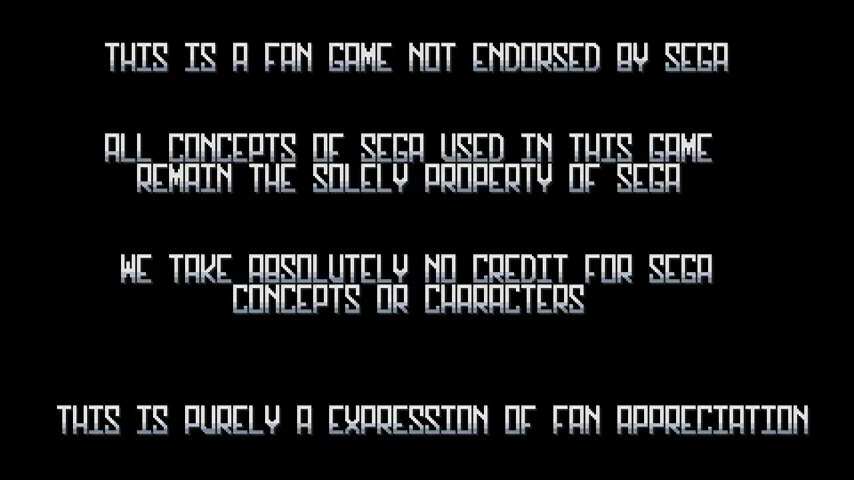 THIS IS A FAN GAME NOT ENDORSED BY SEGA
ALL CONCEPTS OF SEGA USED IN THIS GAME
REMAIN THE SOLELY PROPERTY OF SEGA
WE TAKE ABSOLUTELY NO CREDIT FOR SEGA
CONCEPTS OR CHARACTERS
THIS IS PURELY A EXPRESSION OF FAN APPRECIATION